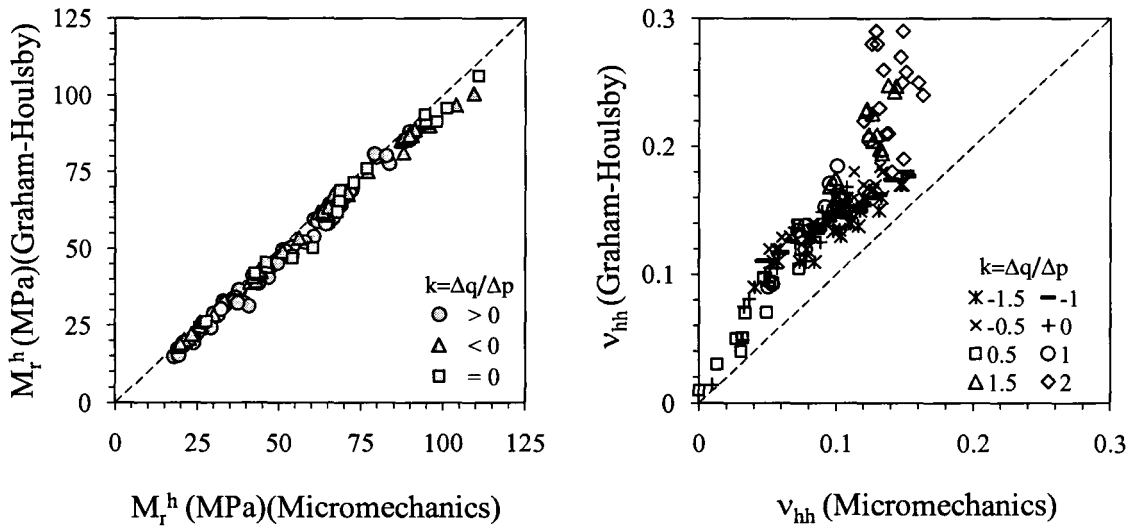 125
100
75
50
25
0
M_r^h (MPa)(Graham-Houlsby)
k=Δq/Δp
> 0
< 0
= 0
0 25 50 75 100 125
M_r^h (MPa)(Micromechanics)
0.3
0.2
0.1
0
ν_hh (Graham-Houlsby)
k=Δq/Δp
-1.5 -1
-0.5 0
0.5 1
1.5 2
0 0.1 0.2 0.3
ν_hh (Micromechanics)